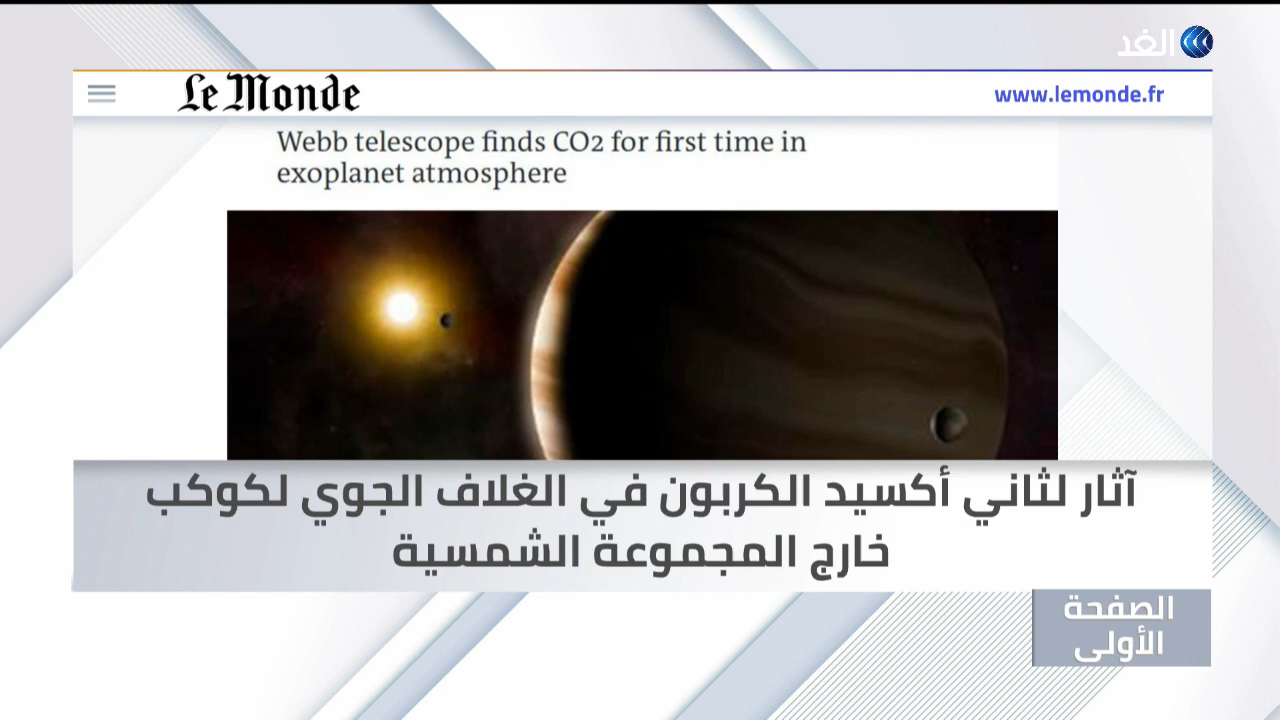 الغد
Le Monde
www.lemonde.fr
Webb telescope finds CO2 for first time in
exoplanet atmosphere
آثار لثاني أكسيد الكربون في الغلاف الجوي لكوكب
خارج المجموعة الشمسية
الصفحة
الأولى